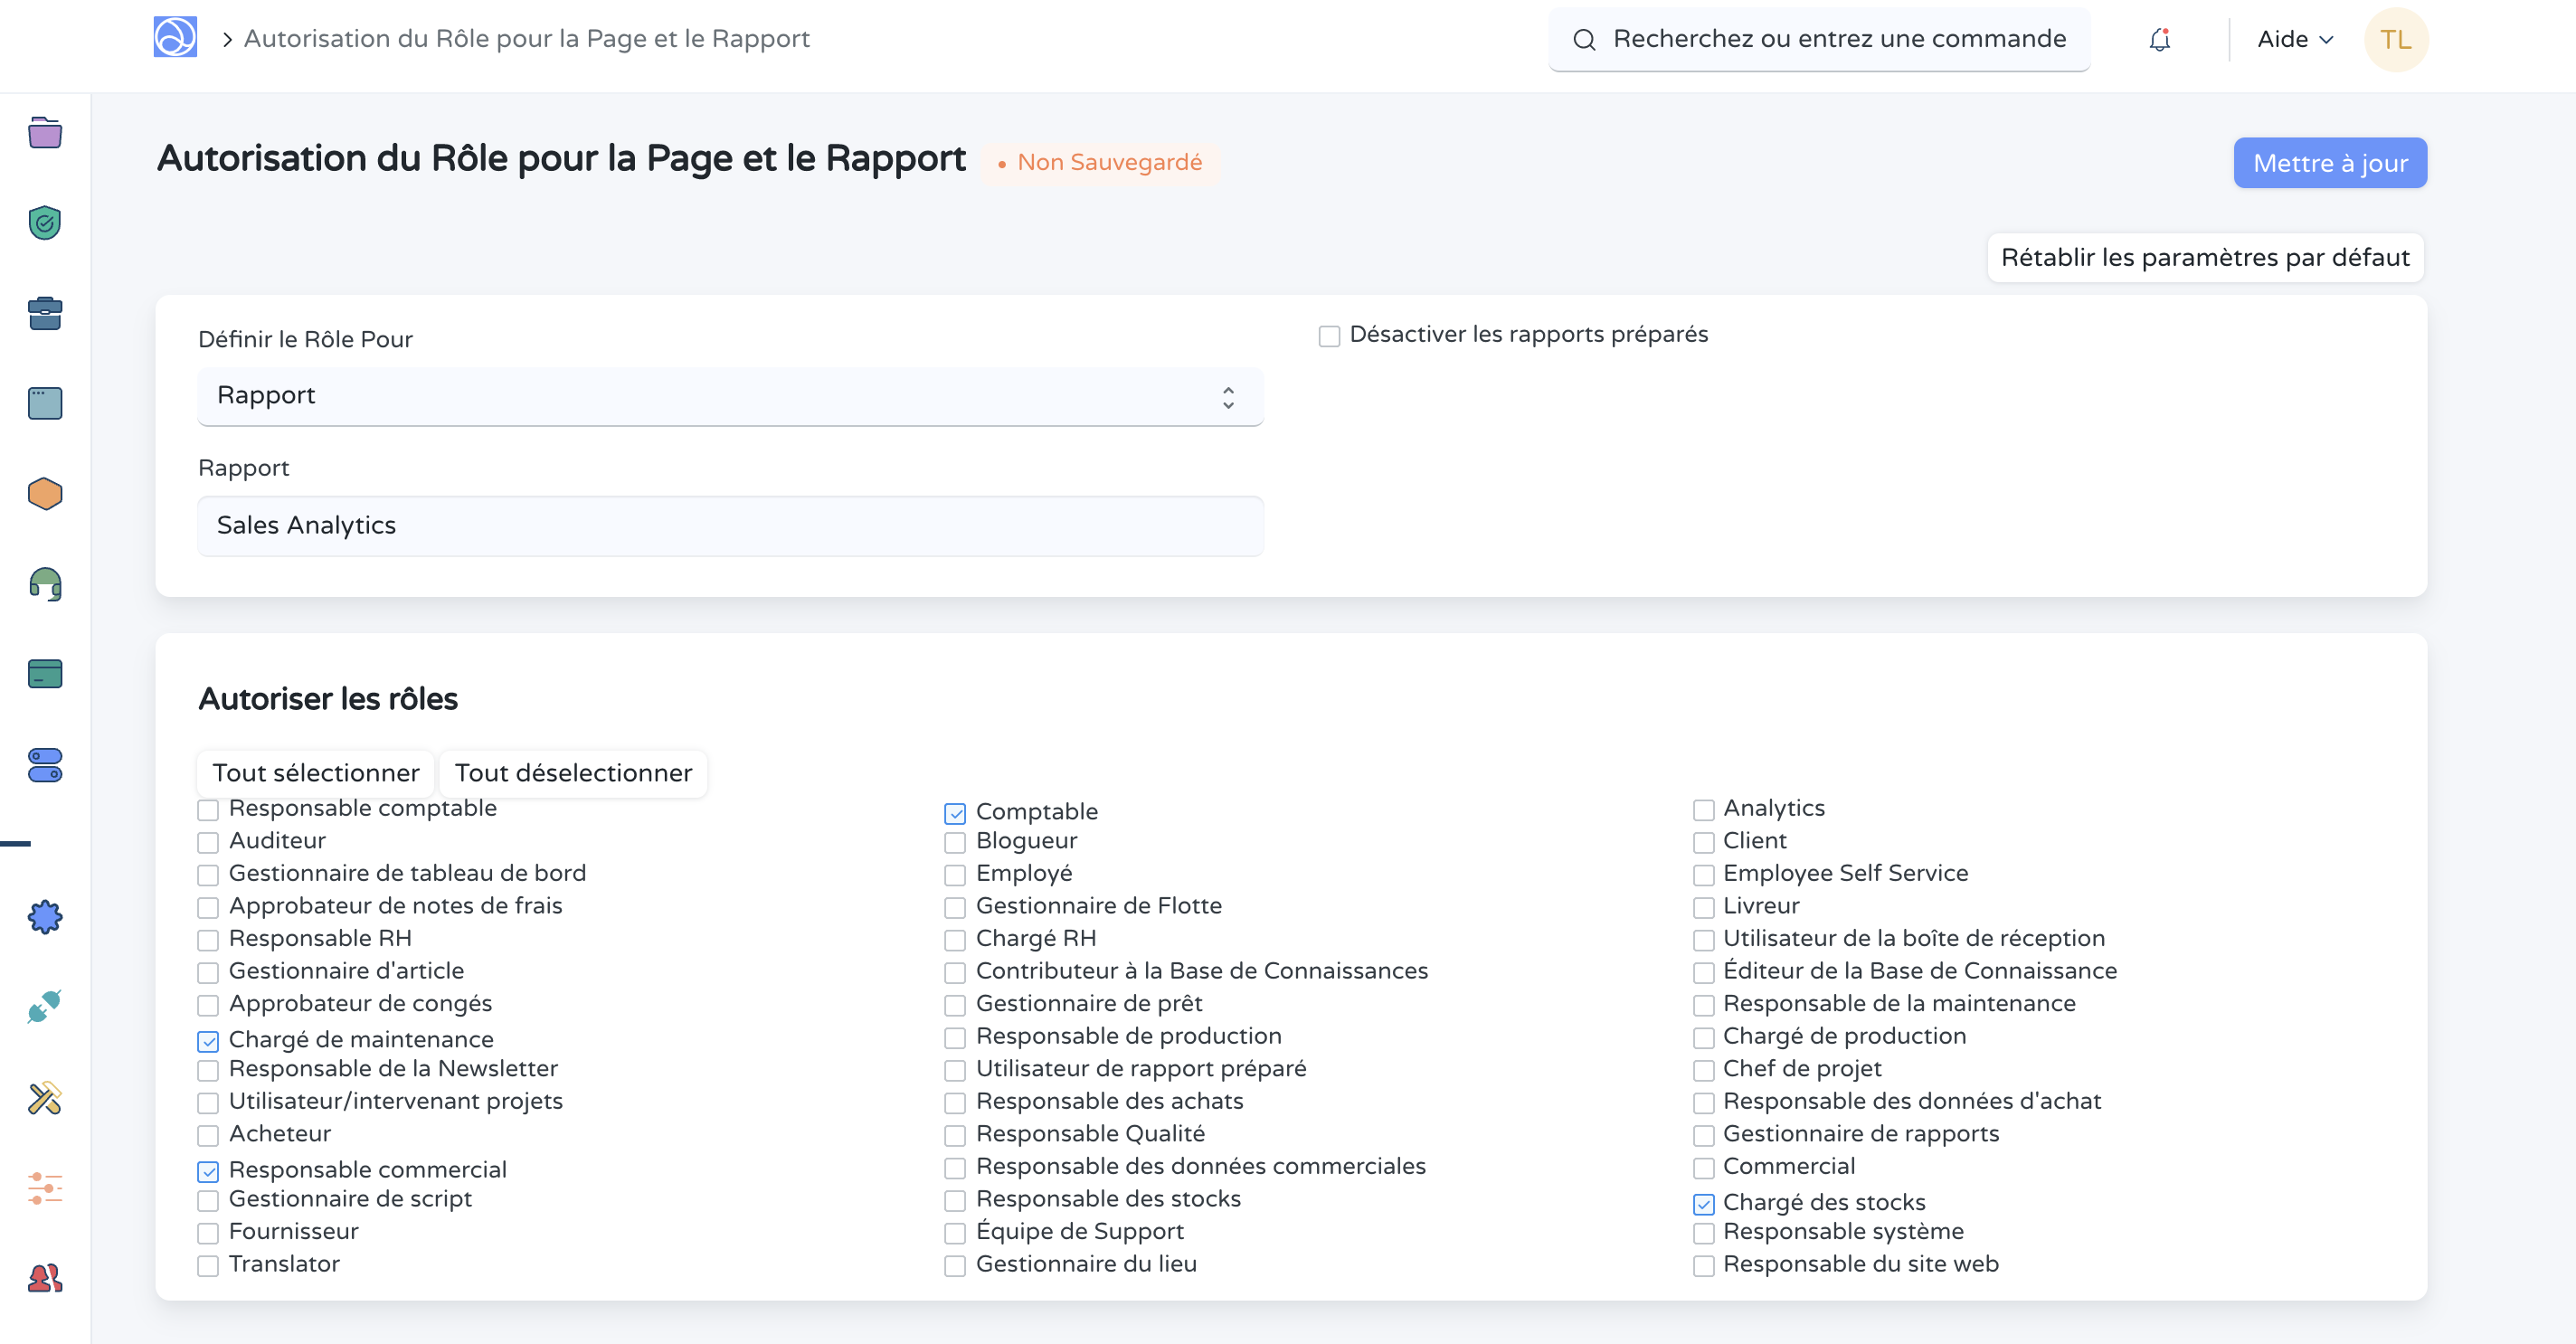 Autorisation du Rôle pour la Page et le Rapport
Recherchez ou entrez une commande
Aide
TL
Autorisation du Rôle pour la Page et le Rapport
Non Sauvegardé
Mettre à jour
Rétablir les paramètres par défaut
Définir le Rôle Pour
Désactiver les rapports préparés
Rapport
Rapport
Sales Analytics
Autoriser les rôles
Tout sélectionner Tout déselectionner
Responsable comptable
Comptable
Analytics
Auditeur
Blogueur
Client
Gestionnaire de tableau de bord
Employé
Employee Self Service
Approbateur de notes de frais
Gestionnaire de Flotte
Livreur
Responsable RH
Chargé RH
Utilisateur de la boîte de réception
Gestionnaire d'article
Contributeur à la Base de Connaissances
Éditeur de la Base de Connaissance
Approbateur de congés
Gestionnaire de prêt
Responsable de la maintenance
Chargé de maintenance
Responsable de production
Chargé de production
Responsable de la Newsletter
Utilisateur de rapport préparé
Chef de projet
Utilisateur/intervenant projets
Responsable des achats
Responsable des données d'achat
Acheteur
Responsable Qualité
Gestionnaire de rapports
Responsable commercial
Responsable des données commerciales
Commercial
Gestionnaire de script
Responsable des stocks
Chargé des stocks
Fournisseur
Équipe de Support
Responsable système
Translator
Gestionnaire du lieu
Responsable du site web